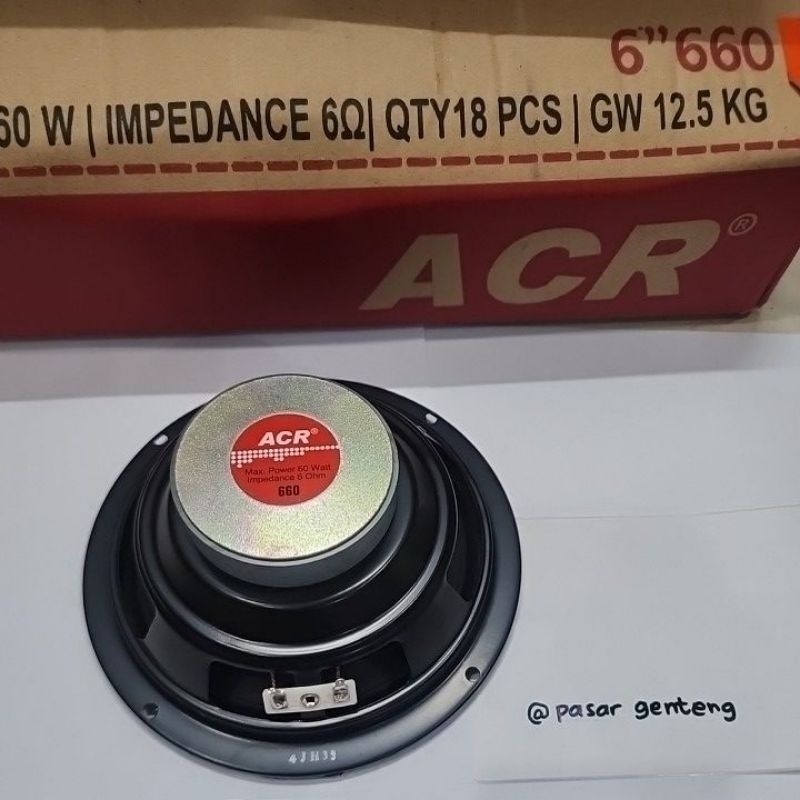 6" 660
60 W | IMPEDANCE 6Ω| QTY18 PCS | GW 12.5 KG
ACR®
ACR®
Max. Power 60 Watt
Impedance 6 Ohm
660
@ pasar genteng